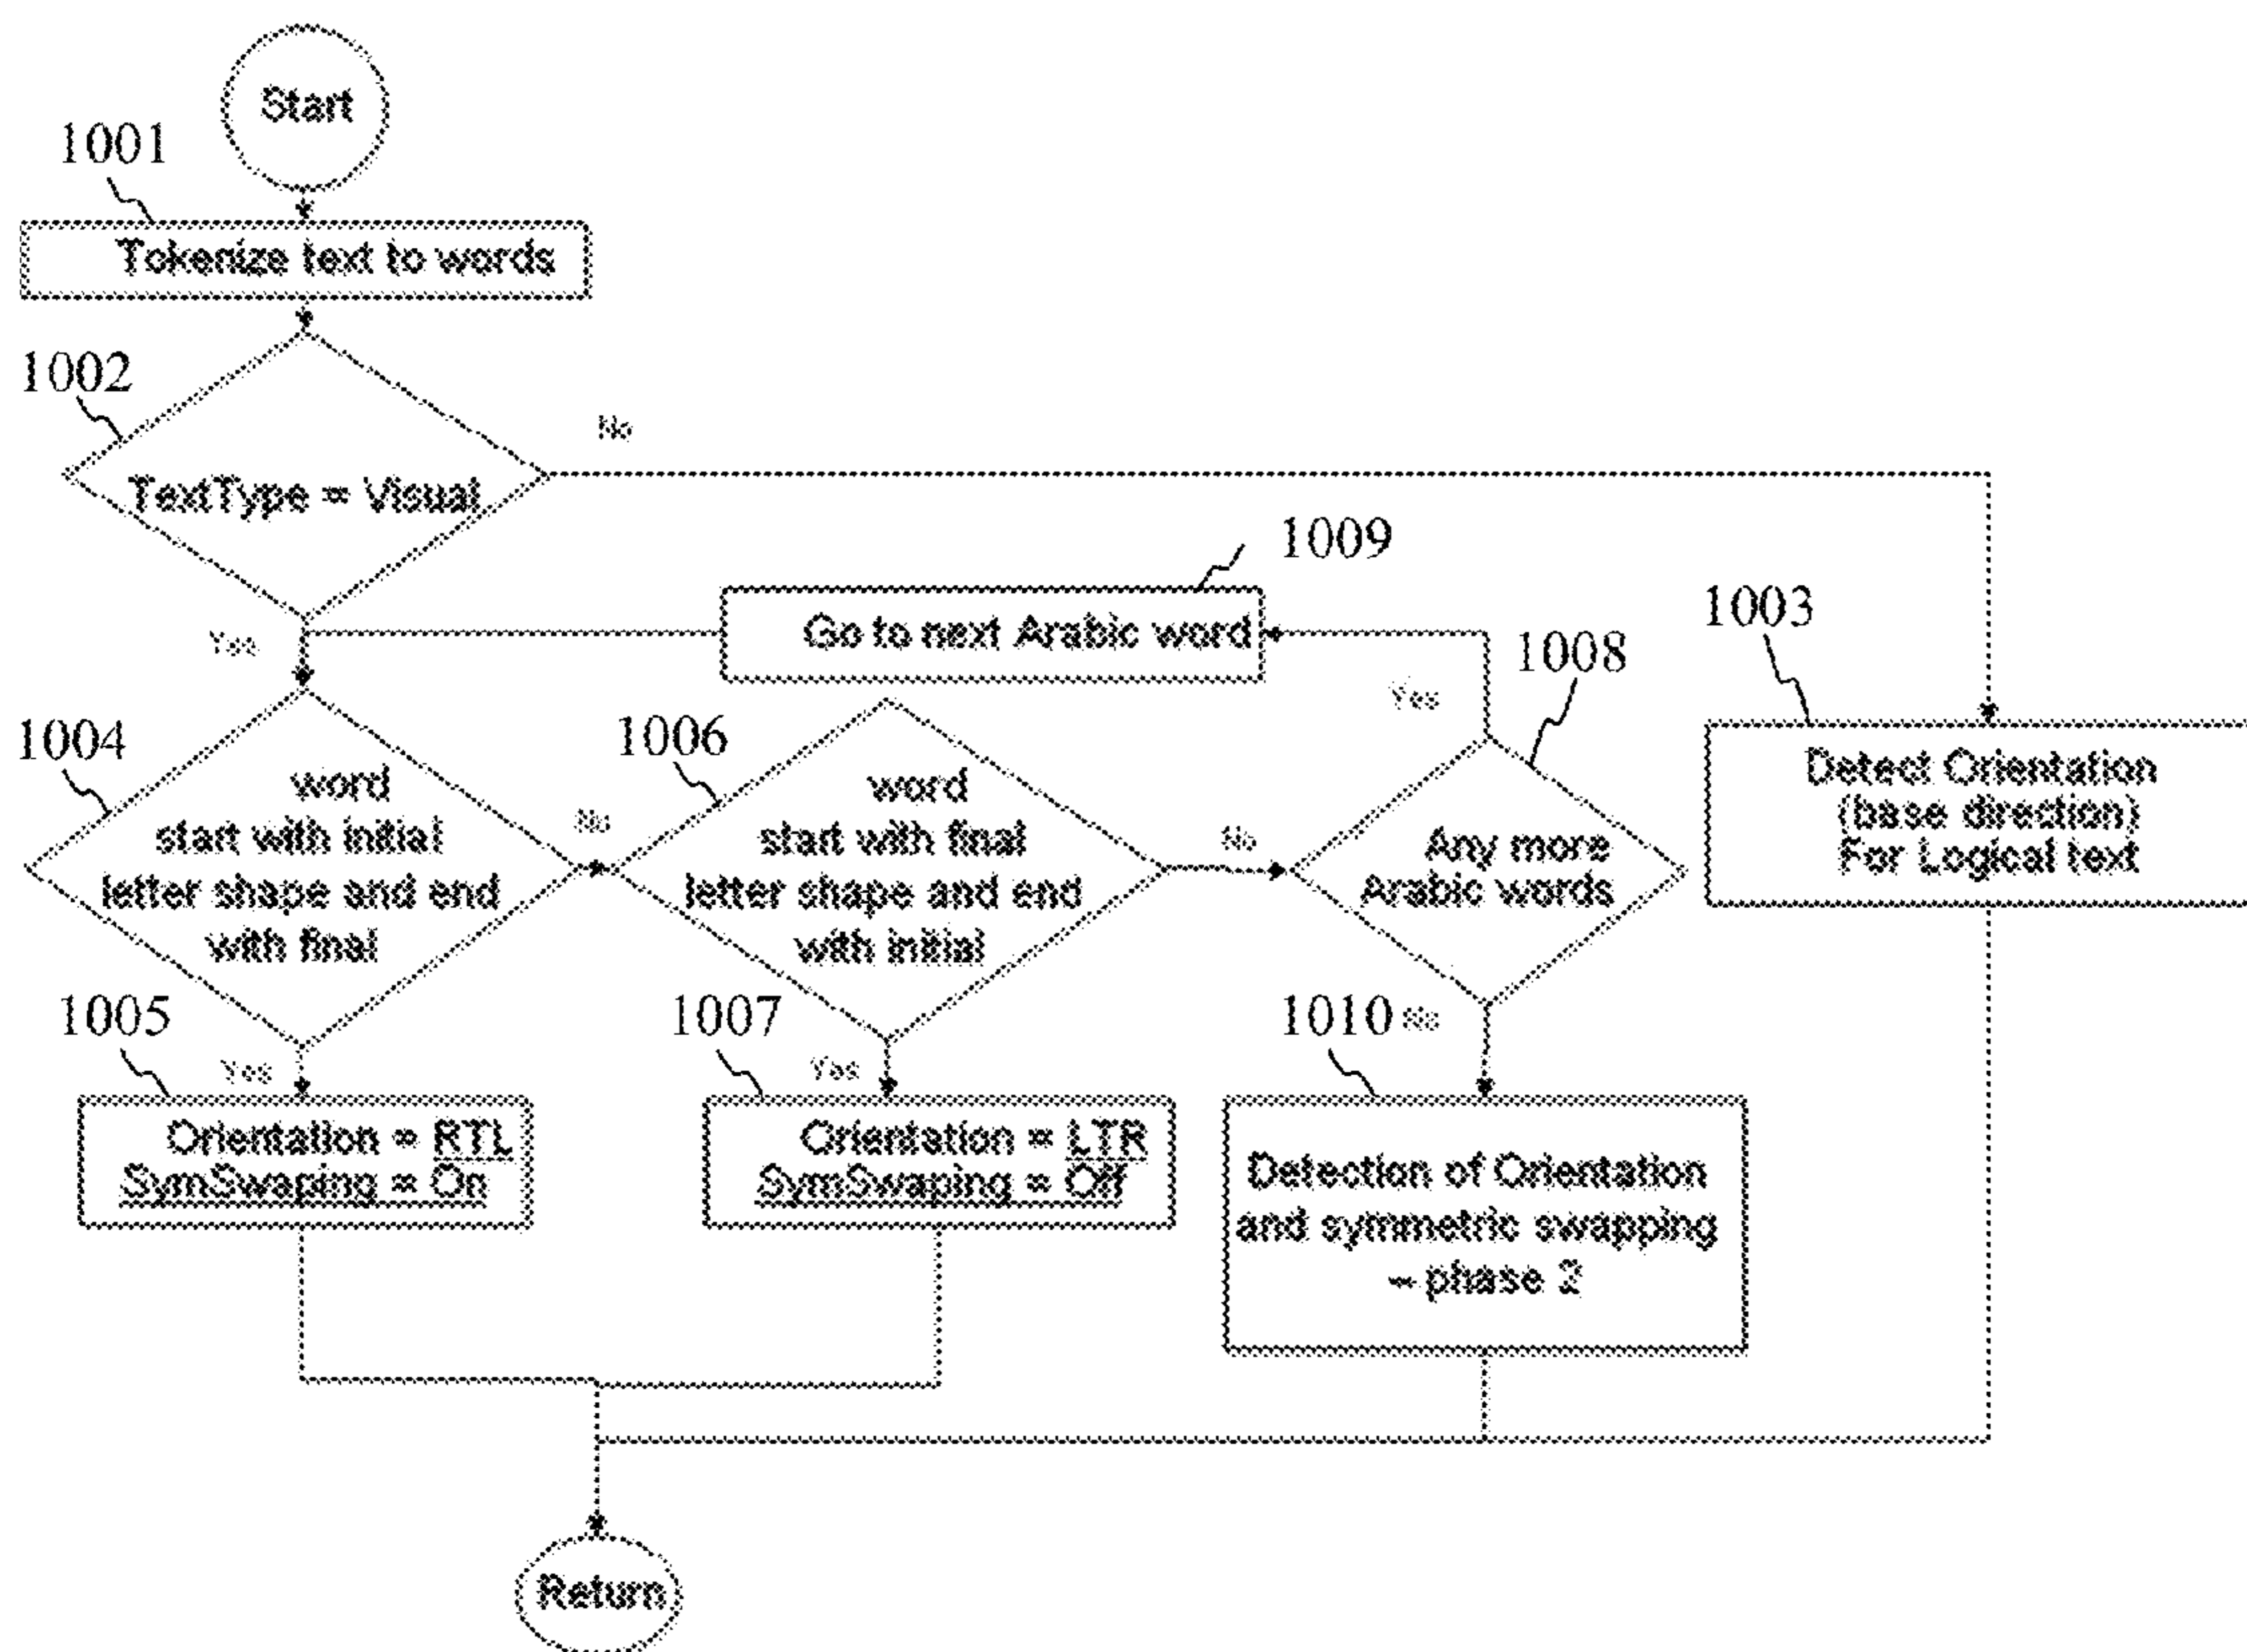 Start
1001
Tokenize text to words
1002
No
TextType = Visual
1009
Go to next Arabic word
1003
Yes
1008
Yes
1004
word
start with initial
letter shape and end
with final
No
1006
word
start with final
letter shape and end
with initial
No
Any more
Arabic words
Detect Orientation
(base direction)
For Logical text
1005
Yes
Orientation = RTL
SymSwaping = On
1007
Yes
Orientation = LTR
SymSwaping = Off
1010
No
Detection of Orientation
and symmetric swapping
– phase 2
Return